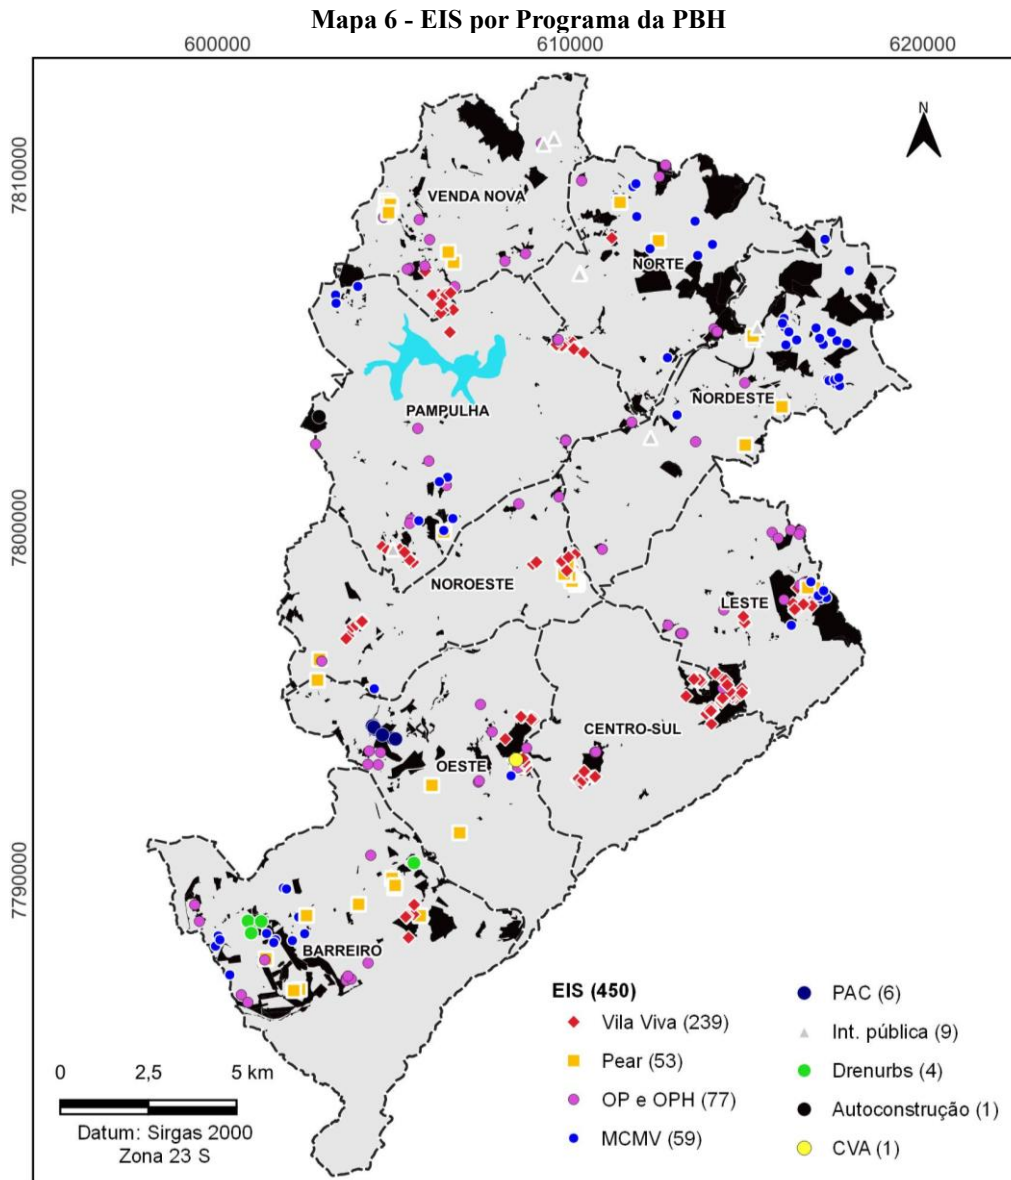 Mapa 6 - EIS por Programa da PBH
600000 610000 620000
7810000
7800000
7790000
N
VENDA NOVA
NORTE
PAMPULHA
NORDESTE
NOROESTE
LESTE
CENTRO-SUL
OESTE
BARREIRO
EIS (450)
Vila Viva (239)
Pear (53)
OP e OPH (77)
MCMV (59)
PAC (6)
Int. pública (9)
Drenurbs (4)
Autoconstrução (1)
CVA (1)
0 2,5 5 km
Datum: Sirgas 2000
Zona 23 S